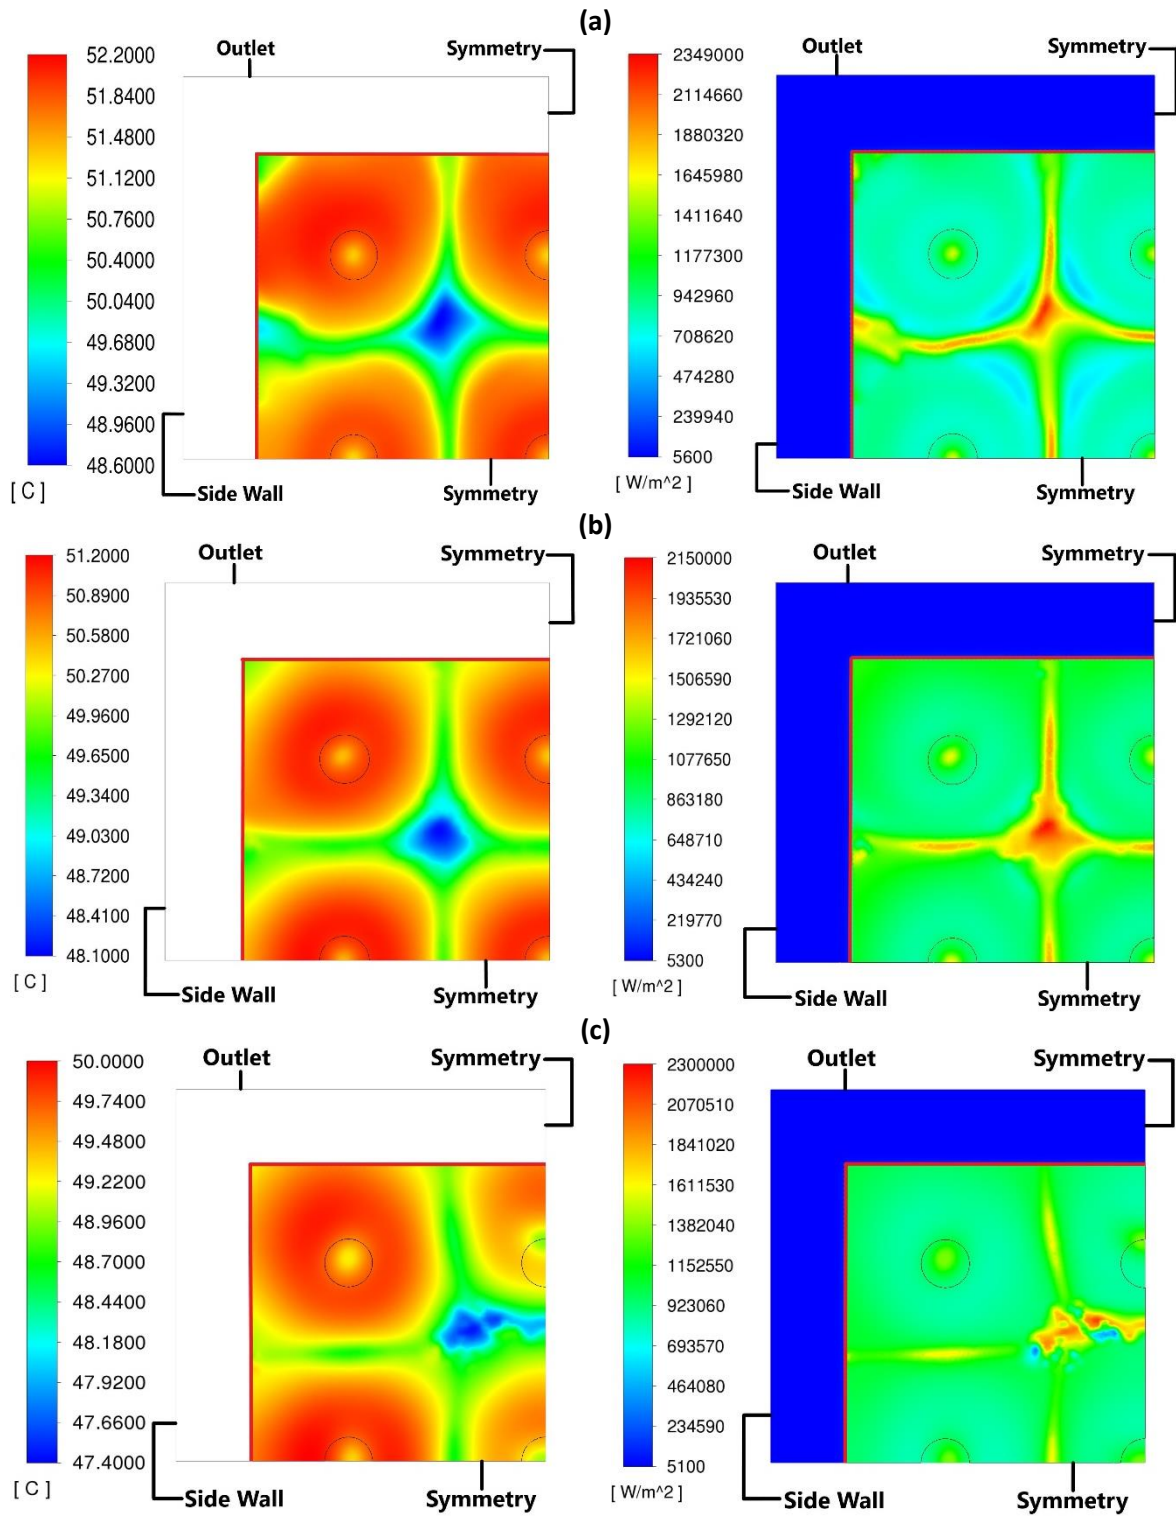 (a)
Outlet
Symmetry
52.2000
51.8400
51.4800
51.1200
50.7600
50.4000
50.0400
49.6800
49.3200
48.9600
48.6000
[ C ]
Side Wall
Symmetry
Outlet
Symmetry
2349000
2114660
1880320
1645980
1411640
1177300
942960
708620
474280
239940
5600
[ W/m^2 ]
Side Wall
Symmetry
(b)
Outlet
Symmetry
51.2000
50.8900
50.5800
50.2700
49.9600
49.6500
49.3400
49.0300
48.7200
48.4100
48.1000
[ C ]
Side Wall
Symmetry
Outlet
Symmetry
2150000
1935530
1721060
1506590
1292120
1077650
863180
648710
434240
219770
5300
[ W/m^2 ]
Side Wall
Symmetry
(c)
Outlet
Symmetry
50.0000
49.7400
49.4800
49.2200
48.9600
48.7000
48.4400
48.1800
47.9200
47.6600
47.4000
[ C ]
Side Wall
Symmetry
Outlet
Symmetry
2300000
2070510
1841020
1611530
1382040
1152550
923060
693570
464080
234590
5100
[ W/m^2 ]
Side Wall
Symmetry